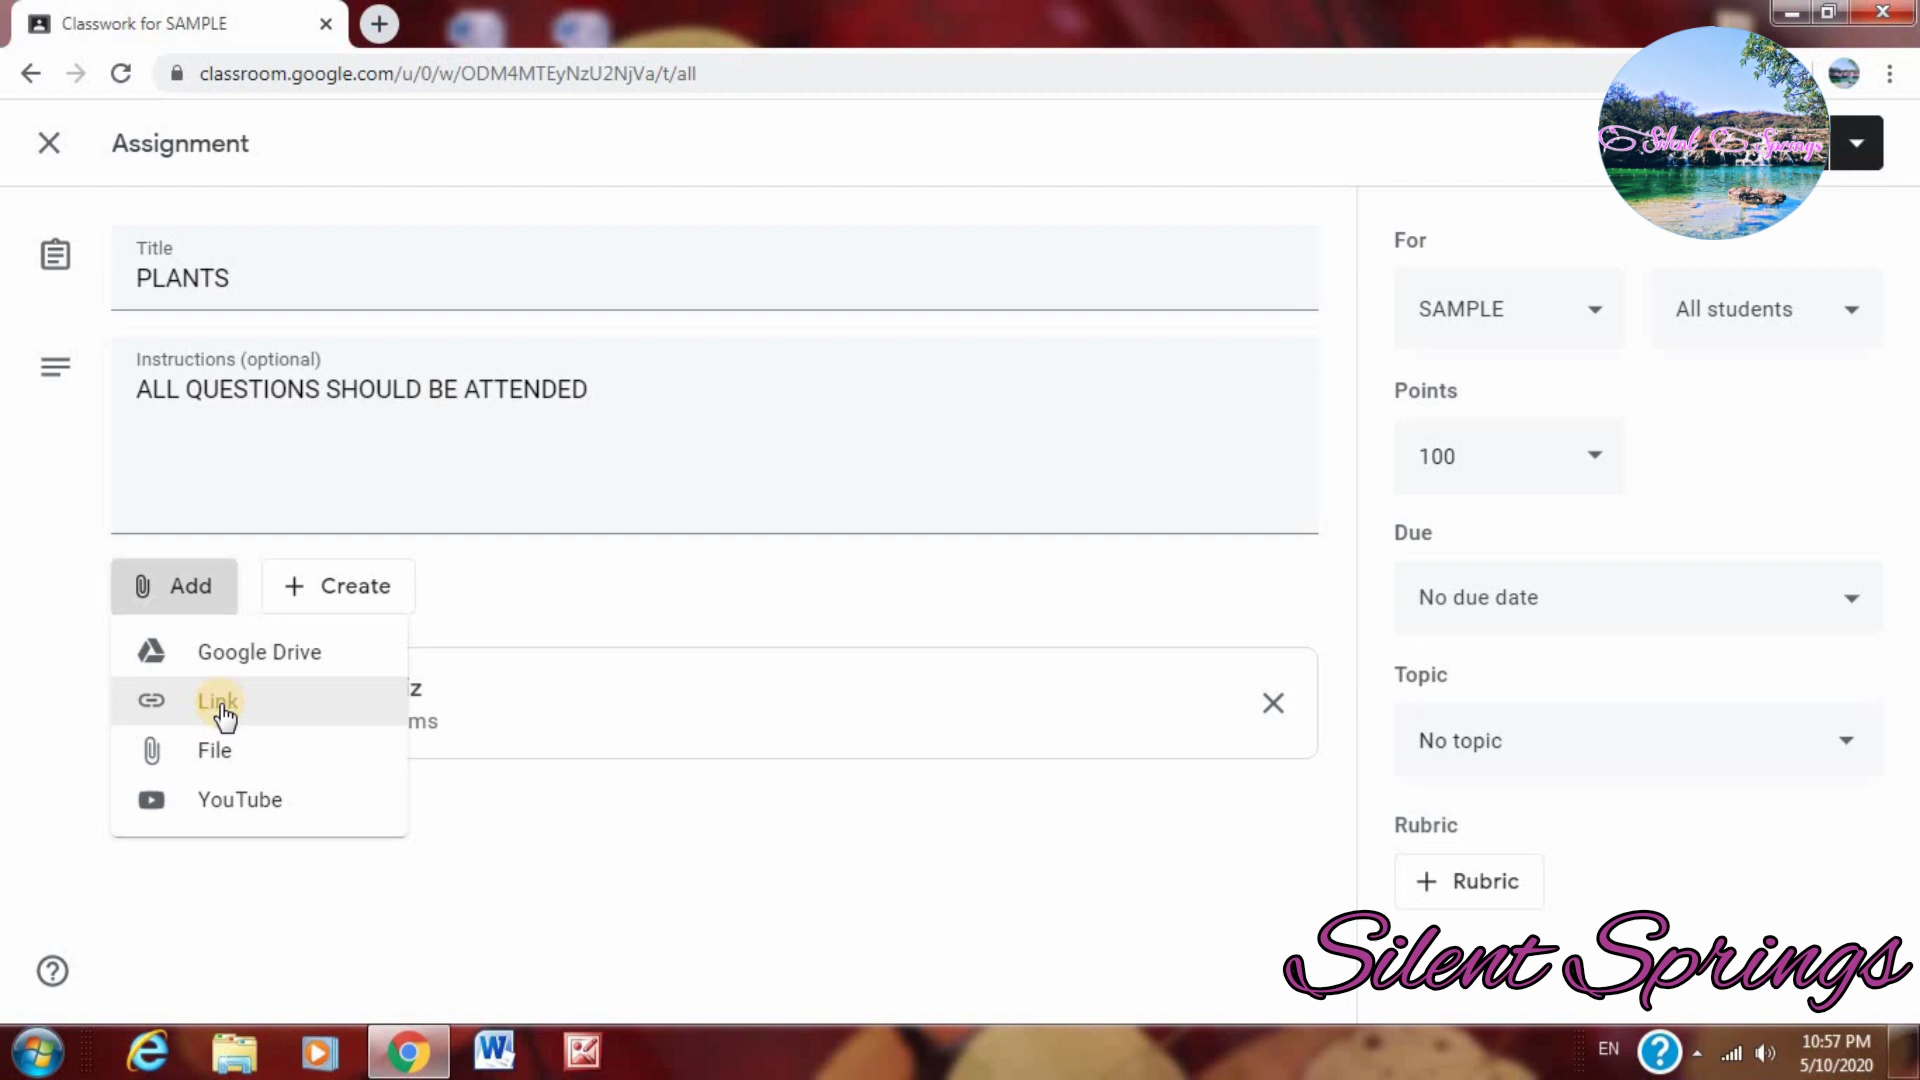 Classwork for SAMPLE
classroom.google.com/u/0/w/ODM4MTEyNzU2NjVa/t/all
Assignment
Silent Springs
Title
PLANTS
Instructions (optional)
ALL QUESTIONS SHOULD BE ATTENDED
Add
Create
Google Drive
Link
File
YouTube
z
ms
For
SAMPLE
All students
Points
100
Due
No due date
Topic
No topic
Rubric
Rubric
Silent Springs
EN
10:57 PM
5/10/2020